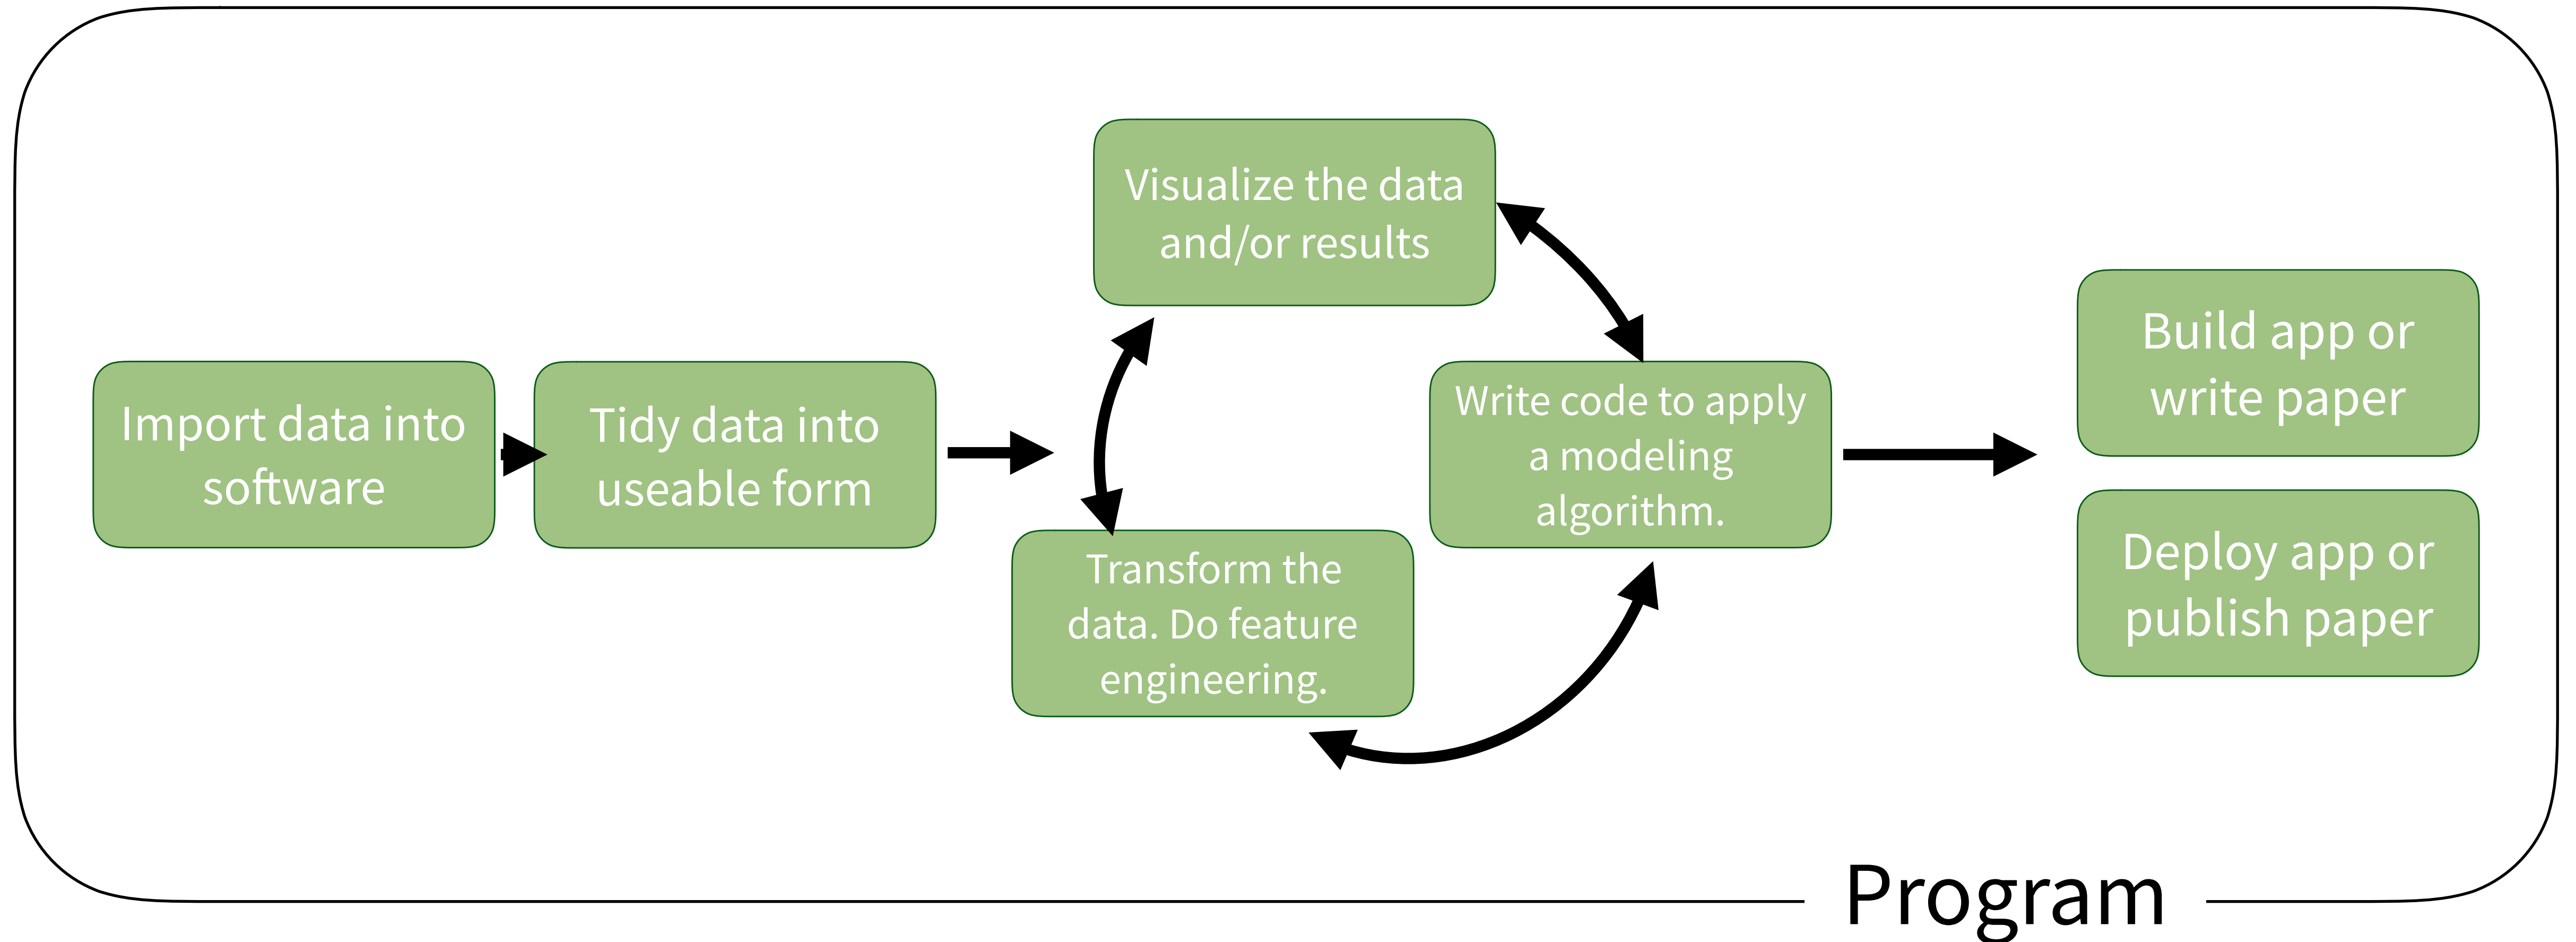 Import data into
software
Tidy data into
useable form
Visualize the data
and/or results
Transform the
data. Do feature
engineering.
Write code to apply
a modeling
algorithm.
Build app or
write paper
Deploy app or
publish paper
Program